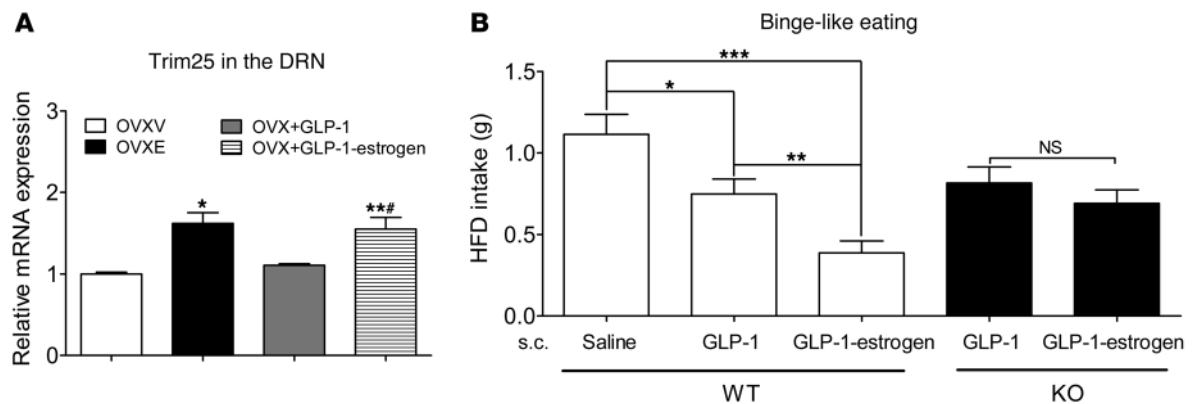 A
Trim25 in the DRN
Relative mRNA expression
3
2
1
0
OVXV
OVX+GLP-1
OVXE
OVX+GLP-1-estrogen
*
**#
B
Binge-like eating
HFD intake (g)
1.5
1.0
0.5
0.0
***
*
**
NS
s.c.
Saline
GLP-1
GLP-1-estrogen
GLP-1
GLP-1-estrogen
WT
KO